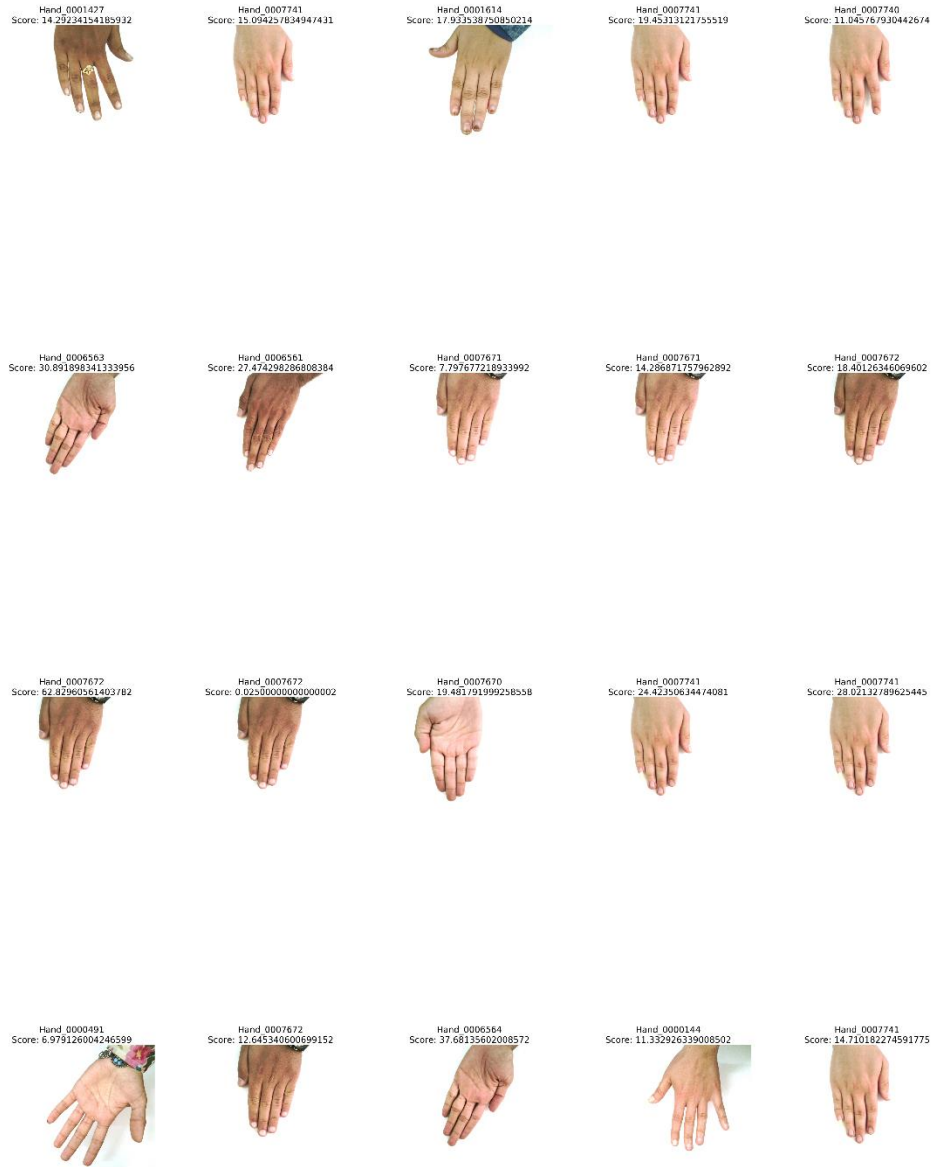 Hand_0001427
Score: 14.29234154185932
Hand_0007741
Score: 15.094257834947431
Hand_0001614
Score: 17.933538750850214
Hand_0007741
Score: 19.45313121755519
Hand_0007740
Score: 11.045767930442674
Hand_0006563
Score: 30.891898341333956
Hand_0006561
Score: 27.474298286808384
Hand_0007671
Score: 7.797677218933992
Hand_0007671
Score: 14.286871757962892
Hand_0007672
Score: 18.40126346069602
Hand_0007672
Score: 62.82960561403782
Hand_0007672
Score: 0.02500000000000002
Hand_0007670
Score: 19.481791999258558
Hand_0007741
Score: 24.42350634474081
Hand_0007741
Score: 28.02132789625445
Hand_0000491
Score: 6.979126004246599
Hand_0007672
Score: 12.645340600699152
Hand_0006564
Score: 37.68135602008572
Hand_0000144
Score: 11.332926339008502
Hand_0007741
Score: 14.710182274591775